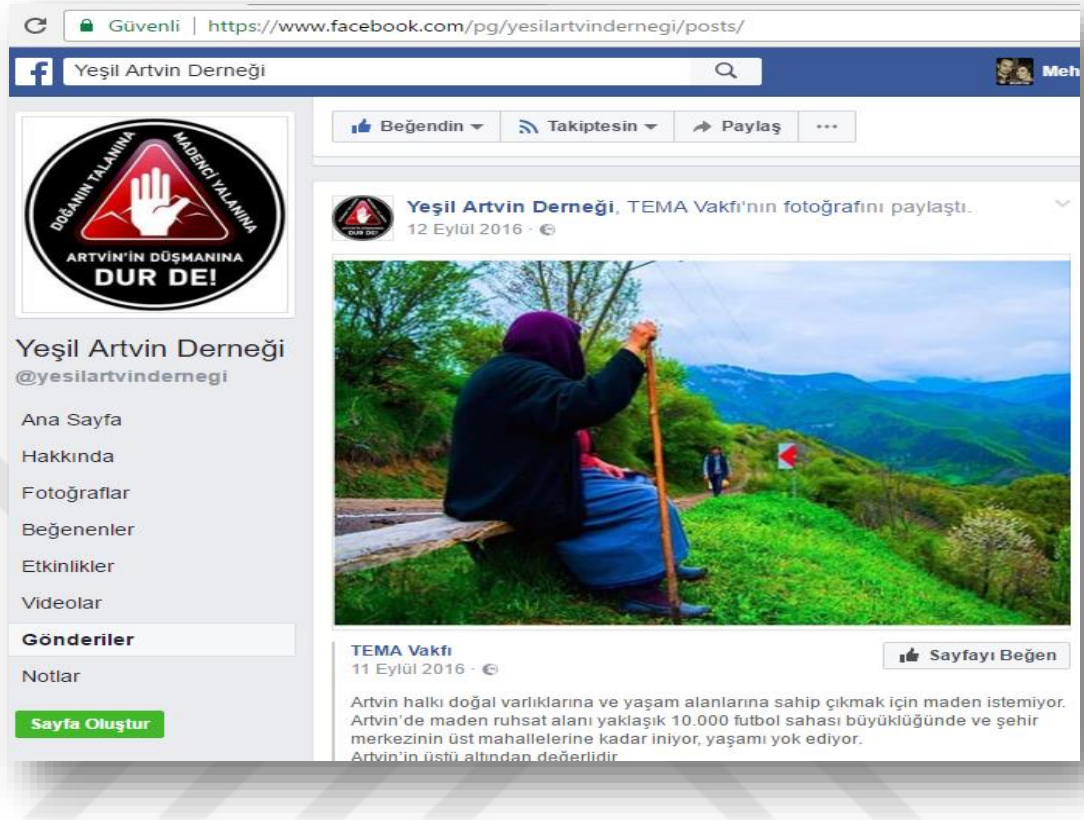 Güvenli | https://www.facebook.com/pg/yesilartvindernegi/posts/
f Yeşil Artvin Derneği Meh
DOĞANIN TALANINA
MADENCİ YALANINA
ARTVİN'İN DÜŞMANINA
DUR DE!
Yeşil Artvin Derneği
@yesilartvindernegi
Ana Sayfa
Hakkında
Fotoğraflar
Beğenenler
Etkinlikler
Videolar
Gönderiler
Notlar
Sayfa Oluştur
Beğendin Takiptesin Paylaş ...
Yeşil Artvin Derneği, TEMA Vakfı'nın fotoğrafını paylaştı.
12 Eylül 2016 ·
TEMA Vakfı
11 Eylül 2016 ·
Sayfayı Beğen
Artvin halkı doğal varlıklarına ve yaşam alanlarına sahip çıkmak için maden istemiyor.
Artvin'de maden ruhsat alanı yaklaşık 10.000 futbol sahası büyüklüğünde ve şehir
merkezinin üst mahallelerine kadar iniyor, yaşamı yok ediyor.
Artvin'in üstü altından değerlidir